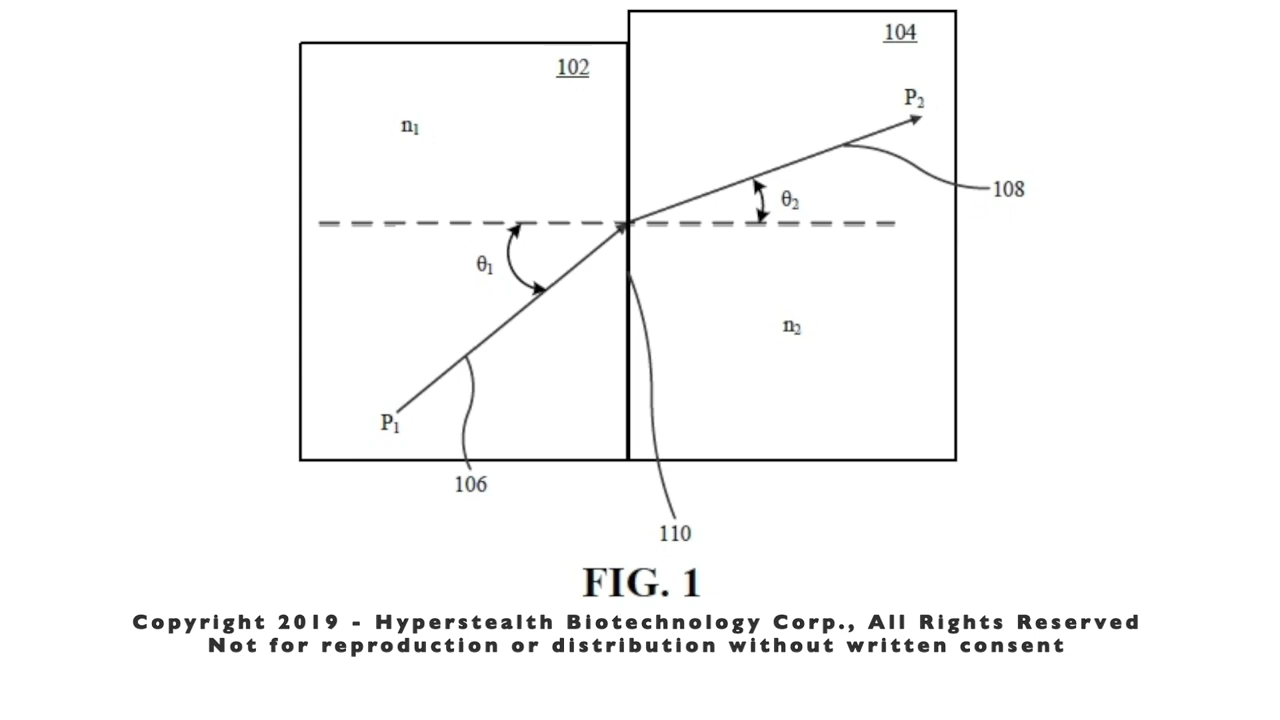 104
102
P₂
n₁
108
θ₂
θ₁
n₂
P₁
106
110
FIG. 1
Copyright 2019 - Hyperstealth Biotechnology Corp., All Rights Reserved
Not for reproduction or distribution without written consent